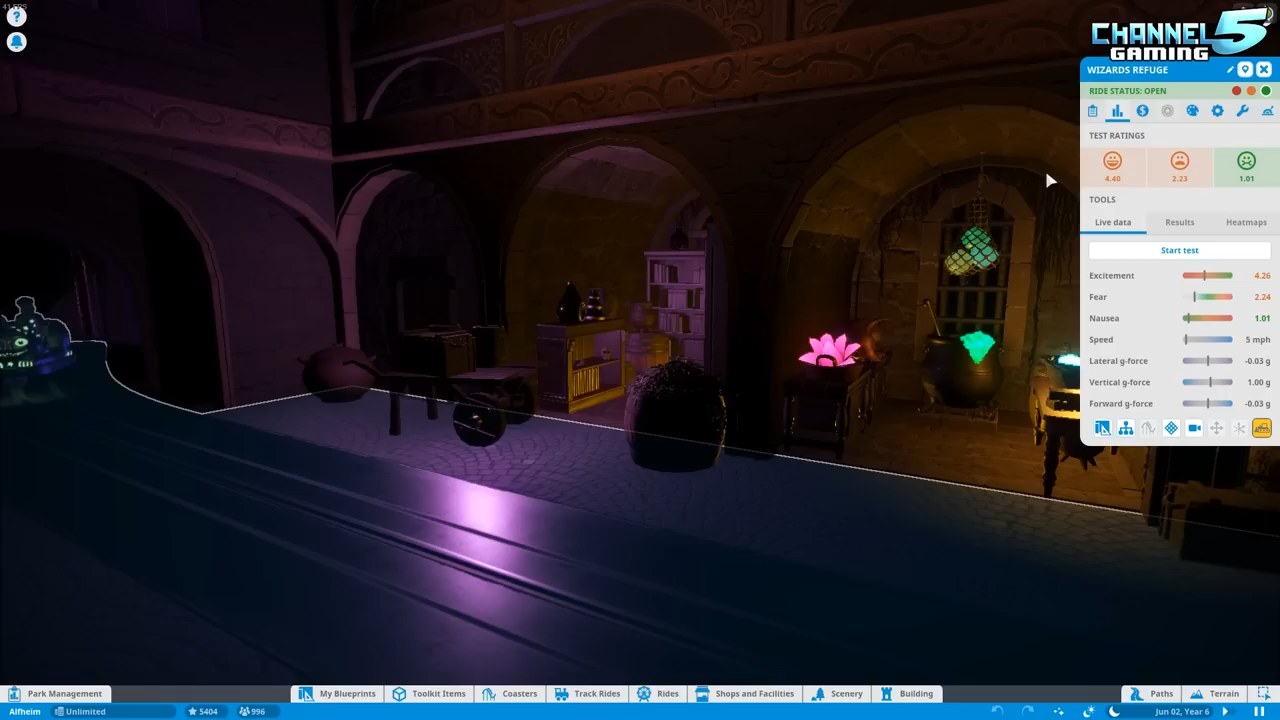 41 FPS
CHANNEL 5
GAMING
WIZARDS REFUGE
RIDE STATUS: OPEN
TEST RATINGS
4.40 2.23 1.01
TOOLS
Live data Results Heatmaps
Start test
Excitement 4.26
Fear 2.24
Nausea 1.01
Speed 5 mph
Lateral g-force -0.03 g
Vertical g-force 1.00 g
Forward g-force -0.03 g
Park Management My Blueprints Toolkit Items Coasters Track Rides Rides Shops and Facilities Scenery Building Paths Terrain
Alfheim Unlimited 5404 996 Jun 02, Year 6